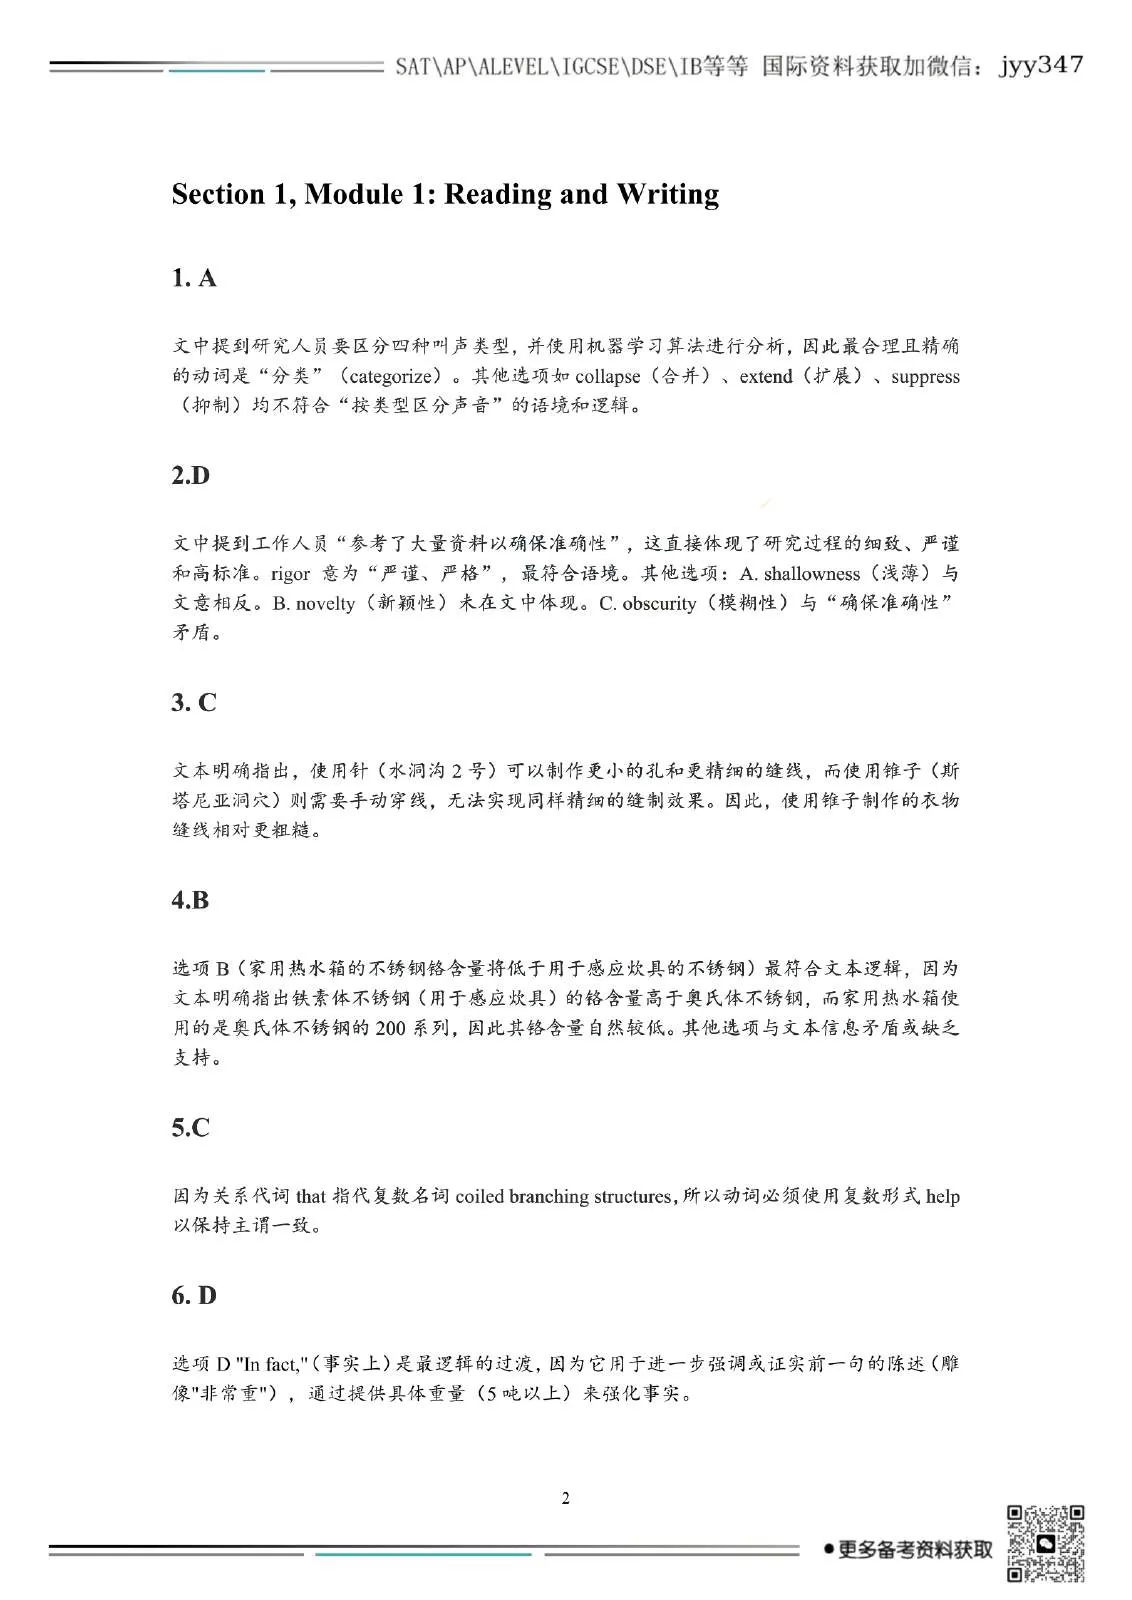 SAT\AP\ALEVEL\IGCSE\DSE\IB等等 国际资料获取加微信： jyy347
Section 1, Module 1: Reading and Writing
1. A
文中提到研究人员要区分四种叫声类型，并使用机器学习算法进行分析，因此最合理且精确
的动词是“分类”（categorize）。其他选项如 collapse（合并）、extend（扩展）、suppress
（抑制）均不符合“按类型区分声音”的语境和逻辑。
2.D
文中提到工作人员“参考了大量资料以确保准确性”，这直接体现了研究过程的细致、严谨
和高标准。rigor 意为“严谨、严格”，最符合语境。其他选项：A. shallowness（浅薄）与
文意相反。B. novelty（新颖性）未在文中体现。C. obscurity（模糊性）与“确保准确性”
矛盾。
3. C
文本明确指出，使用针（水洞沟 2 号）可以制作更小的孔和更精细的缝线，而使用锥子（斯
塔尼亚洞穴）则需要手动穿线，无法实现同样精细的缝制效果。因此，使用锥子制作的衣物
缝线相对更粗糙。
4.B
选项 B（家用热水箱的不锈钢铬含量将低于用于感应炊具的不锈钢）最符合文本逻辑，因为
文本明确指出铁素体不锈钢（用于感应炊具）的铬含量高于奥氏体不锈钢，而家用热水箱使
用的是奥氏体不锈钢的 200 系列，因此其铬含量自然较低。其他选项与文本信息矛盾或缺乏
支持。
5.C
因为关系代词 that 指代复数名词 coiled branching structures，所以动词必须使用复数形式 help
以保持主谓一致。
6. D
选项 D "In fact,"（事实上）是最逻辑的过渡，因为它用于进一步强调或证实前一句的陈述（雕
像"非常重"），通过提供具体重量（5 吨以上）来强化事实。
2
●更多备考资料获取